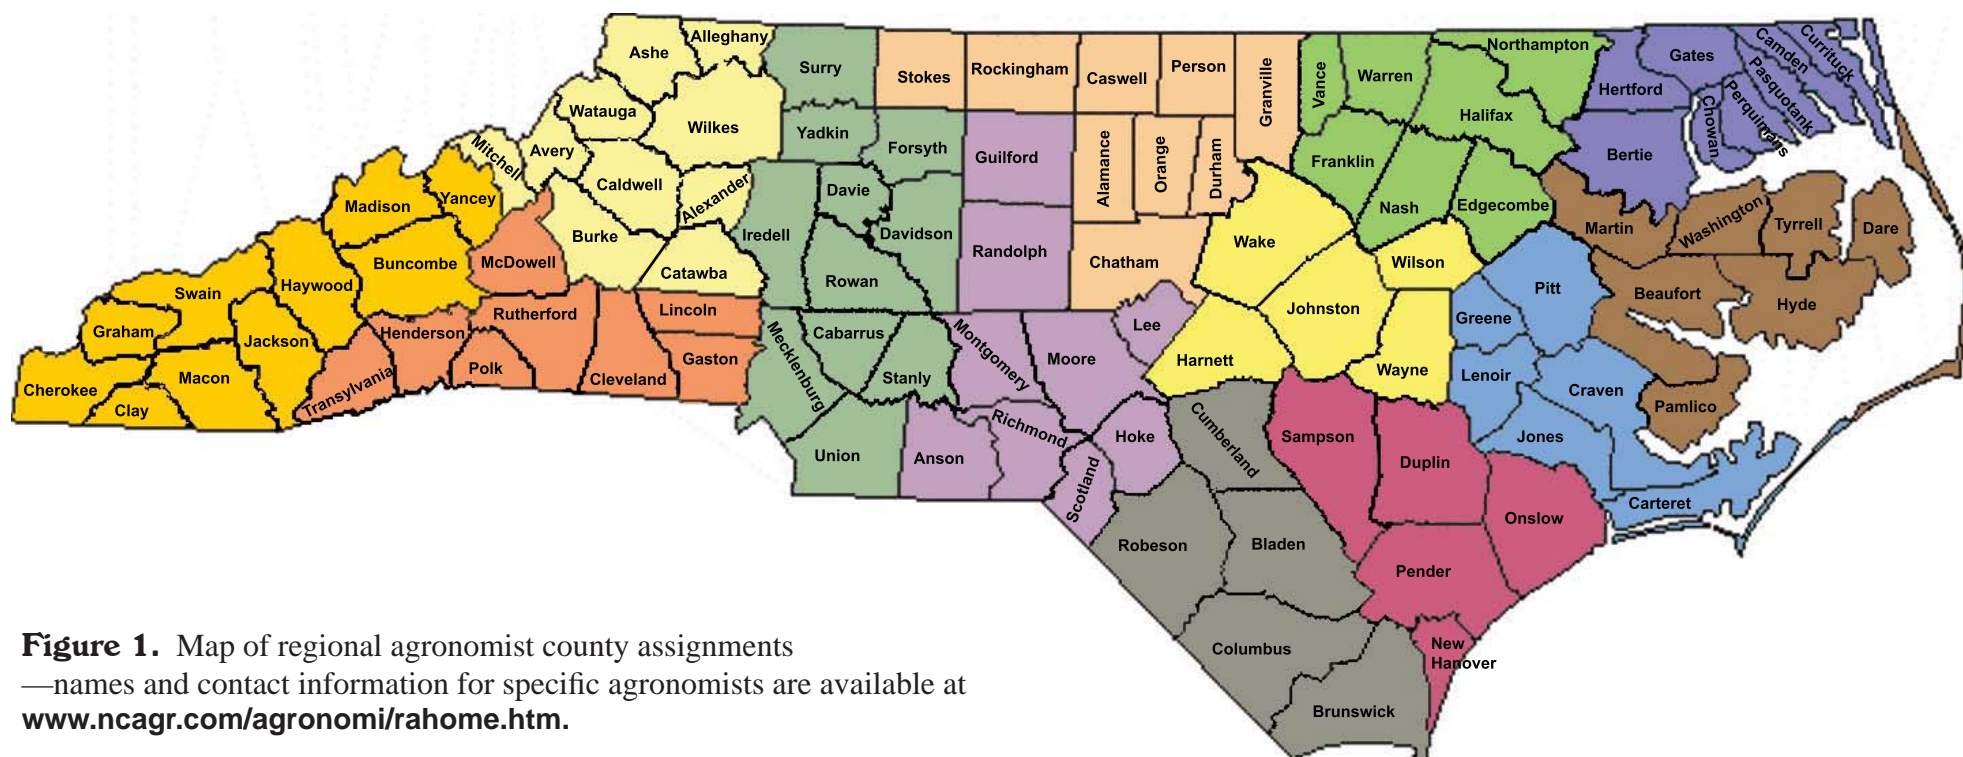 Ashe
Alleghany
Surry
Stokes
Rockingham
Caswell
Person
Granville
Vance
Warren
Northampton
Hertford
Gates
Camden
Currituck
Pasquotank
Perquimans
Chowan
Watauga
Wilkes
Yadkin
Forsyth
Guilford
Alamance
Orange
Durham
Franklin
Halifax
Bertie
Mitchell
Avery
Caldwell
Alexander
Iredell
Davie
Davidson
Randolph
Chatham
Wake
Nash
Edgecombe
Martin
Washington
Tyrrell
Dare
Madison
Yancey
Buncombe
McDowell
Burke
Catawba
Rowan
Lee
Johnston
Wilson
Pitt
Beaufort
Hyde
Swain
Haywood
Graham
Jackson
Henderson
Rutherford
Lincoln
Gaston
Mecklenburg
Cabarrus
Stanly
Montgomery
Moore
Harnett
Wayne
Greene
Lenoir
Craven
Pamlico
Cherokee
Clay
Macon
Transylvania
Polk
Cleveland
Union
Anson
Richmond
Scotland
Hoke
Cumberland
Sampson
Duplin
Jones
Onslow
Carteret
Robeson
Bladen
Pender
Columbus
New
Hanover
Brunswick
Figure 1. Map of regional agronomist county assignments
—names and contact information for specific agronomists are available at
www.ncagr.com/agronomi/rahome.htm.